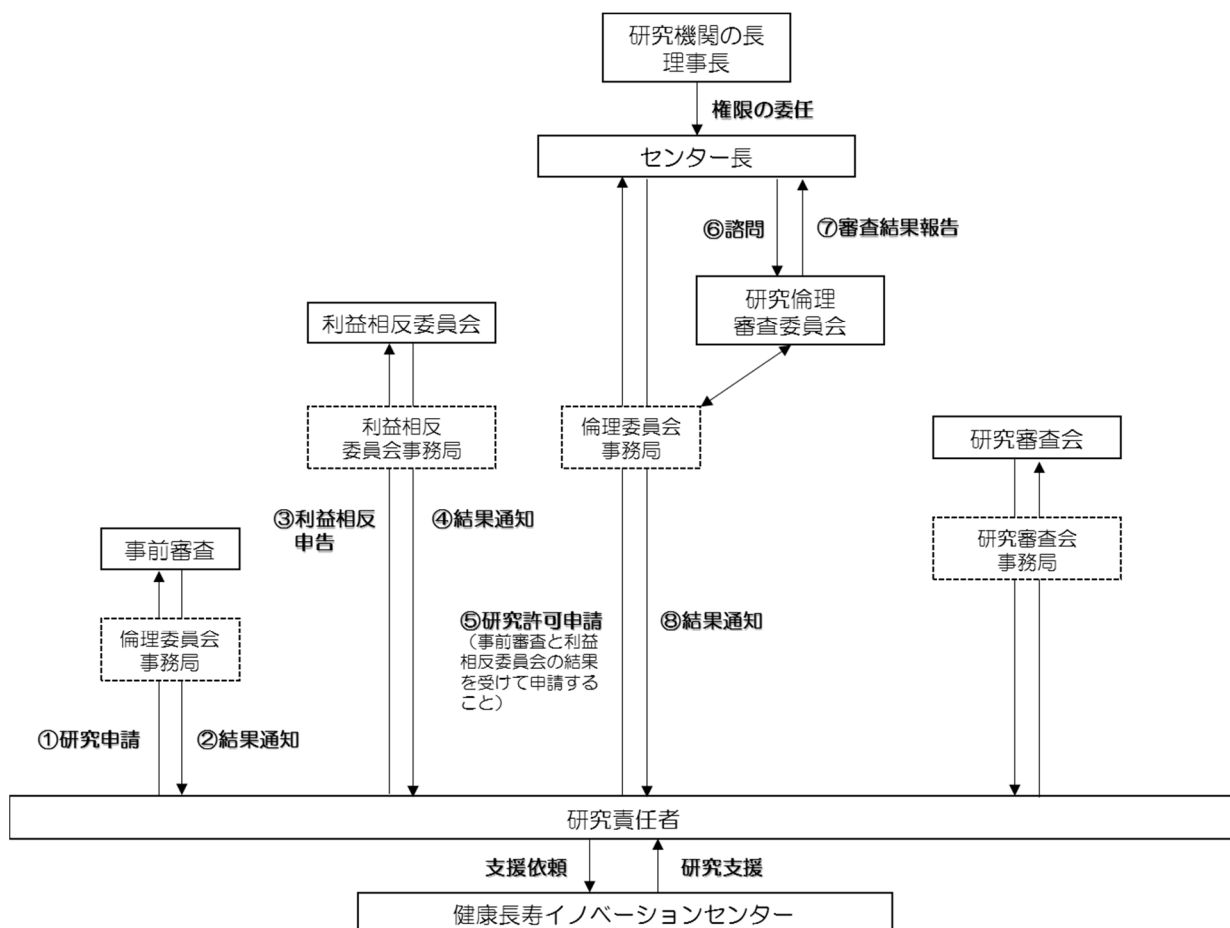 研究機関の長
理事長
権限の委任
センター長
⑥諮問
⑦審査結果報告
研究倫理
審査委員会
利益相反委員会
利益相反
委員会事務局
倫理委員会
事務局
研究審査会
③利益相反
申告
④結果通知
研究審査会
事務局
事前審査
倫理委員会
事務局
⑤研究許可申請
（事前審査と利益
相反委員会の結果
を受けて申請する
こと）
⑧結果通知
①研究申請
②結果通知
研究責任者
支援依頼
研究支援
健康長寿イノベーションセンター